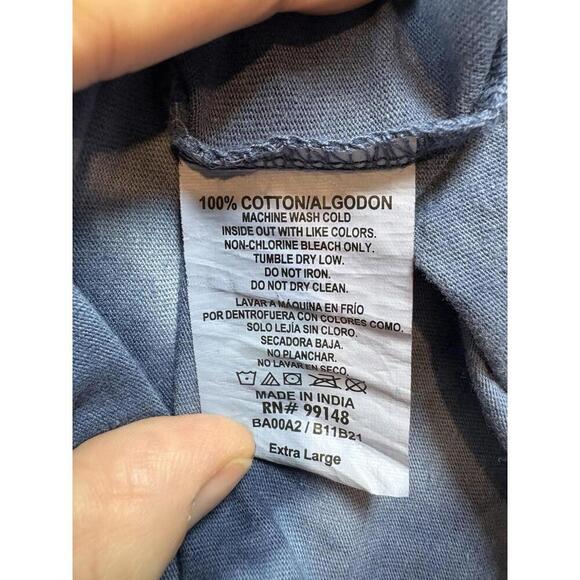 100% COTTON/ALGODON
MACHINE WASH COLD
INSIDE OUT WITH LIKE COLORS.
NON-CHLORINE BLEACH ONLY.
TUMBLE DRY LOW.
DO NOT IRON.
DO NOT DRY CLEAN.
LAVAR A MÁQUINA EN FRÍO
POR DENTROFUERA CON COLORES COMO.
SOLO LEJÍA SIN CLORO.
SECADORA BAJA.
NO PLANCHAR.
NO LAVAR EN SECO.
MADE IN INDIA
RN# 99148
BA00A2 / B11B21
Extra Large